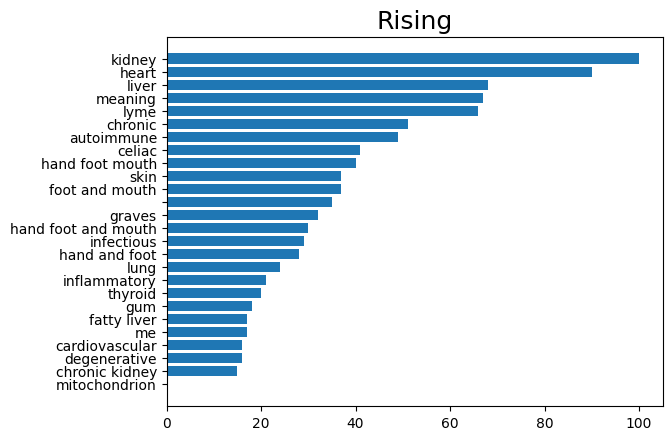 Rising
kidney
heart
liver
meaning
lyme
chronic
autoimmune
celiac
hand foot mouth
skin
foot and mouth
graves
hand foot and mouth
infectious
hand and foot
lung
inflammatory
thyroid
gum
fatty liver
me
cardiovascular
degenerative
chronic kidney
mitochondrion
0 20 40 60 80 100